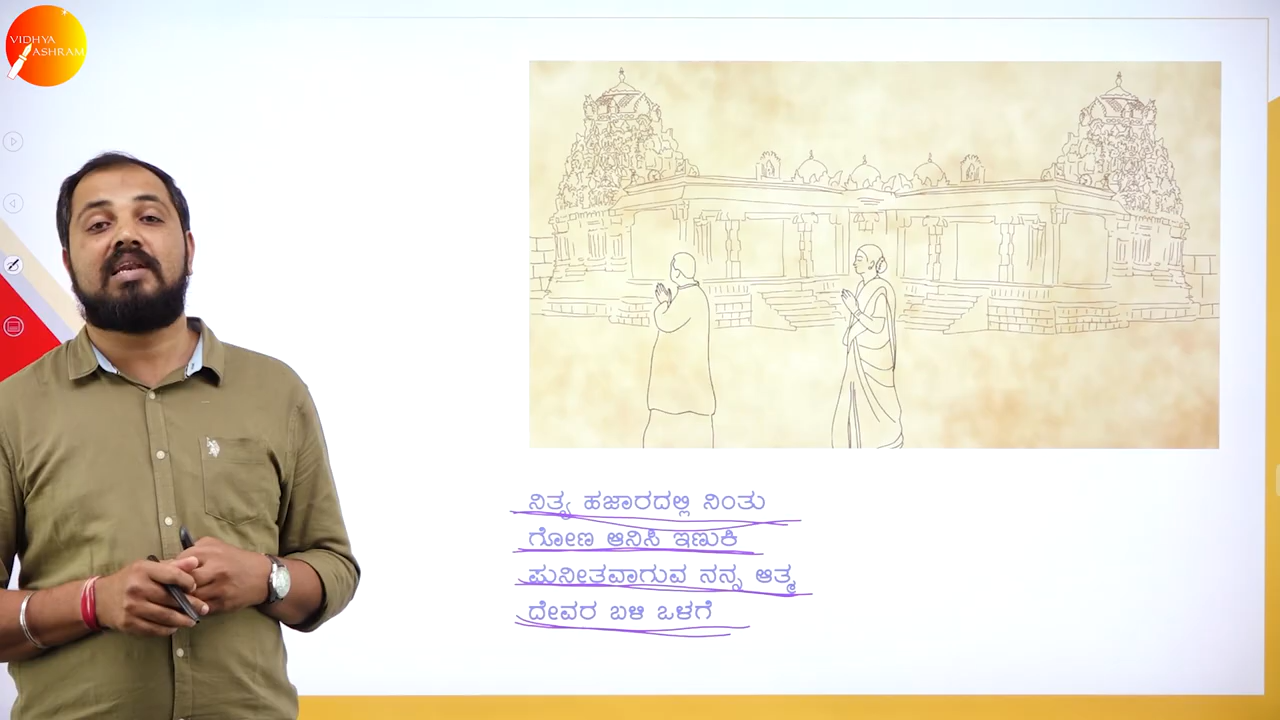 VIDHYA
ASHRAM
ನಿತ್ಯ ಹಜಾರದಲ್ಲಿ ನಿಂತು
ಗೋಣ ಆನಿಸಿ ಇಣುಕಿ
ಪುನೀತವಾಗುವ ನನ್ನ ಆತ್ಮ
ದೇವರ ಬಳಿ ಒಳಗೆ